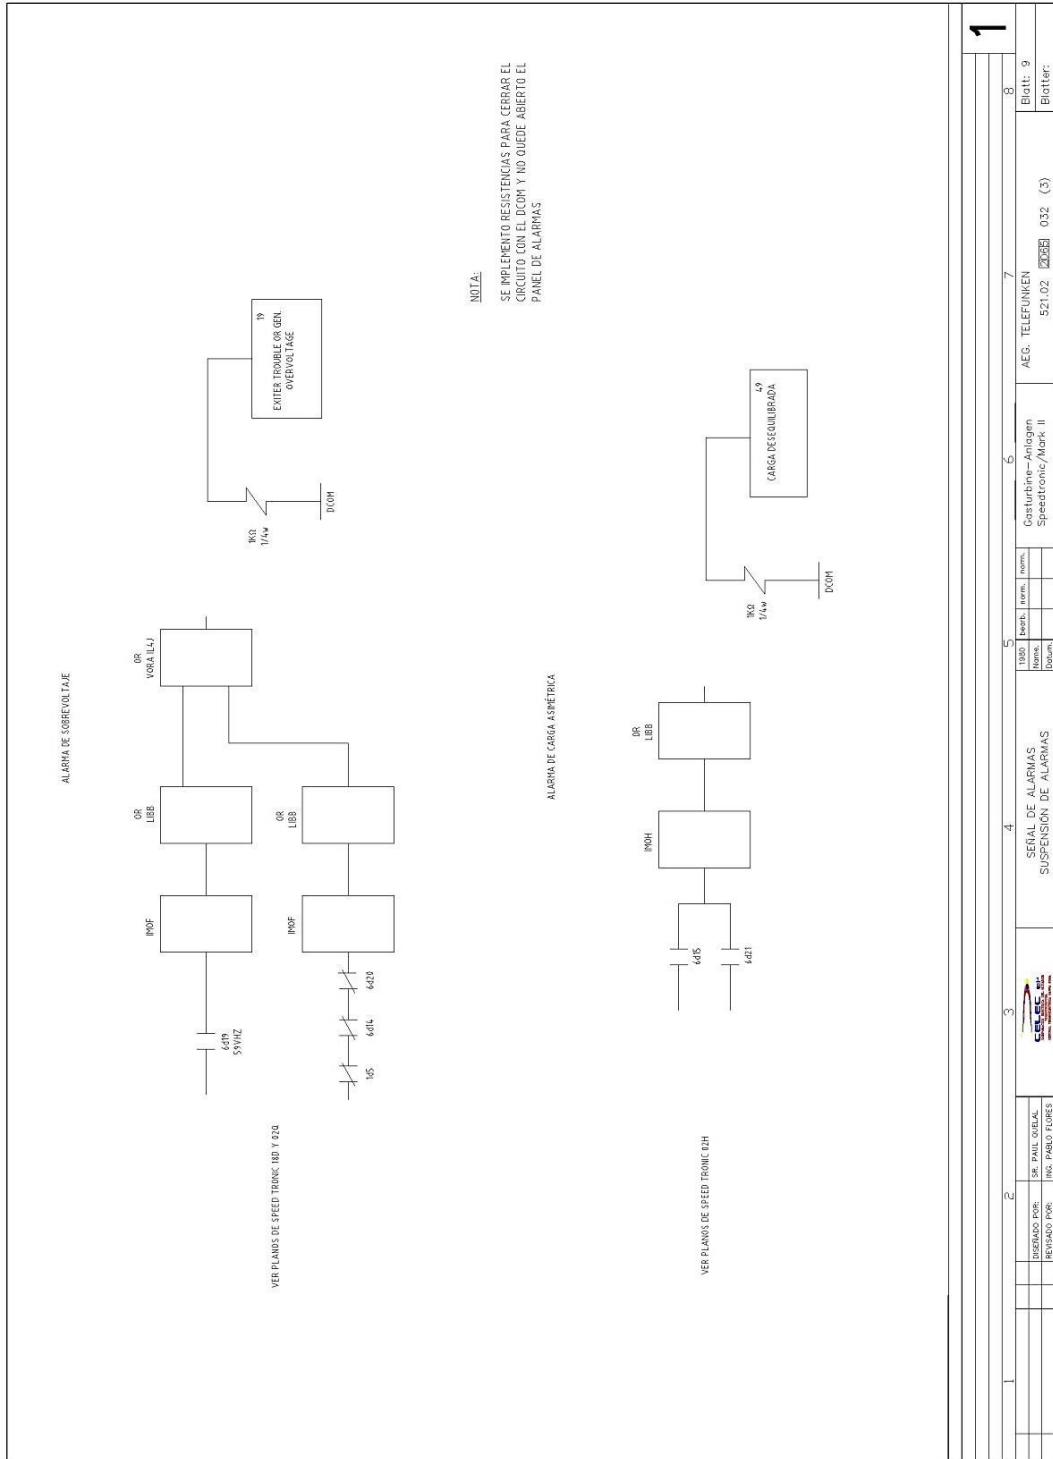 ALARMA DE SOBREVOLTAJE
OR
VORA IL4J
OR
LIBB
IMOF
6d19
59VHZ
OR
LIBB
IMOF
6d20
6d14
1d5
VER PLANOS DE SPEED TRONIC 18D Y 02Q
1KΩ
1/4w
DCOM
19
EXITER TROUBLE OR GEN.
OVERVOLTAGE
NOTA:
SE IMPLEMENTO RESISTENCIAS PARA CERRAR EL
CIRCUITO CON EL DCOM Y NO QUEDE ABIERTO EL
PANEL DE ALARMAS
ALARMA DE CARGA ASIMÉTRICA
OR
LIBB
IMOH
6d15
6d21
VER PLANOS DE SPEED TRONIC 02H
1KΩ
1/4w
DCOM
49
CARGA DESEQUILIBRADA
1
1 2 3 4 5 6 7 8
DISEÑADO POR: SR. PAUL QUELAL
REVISADO POR: ING. PABLO FLORES
CELEC EP
SEÑAL DE ALARMAS
SUSPENSIÓN DE ALARMAS
1980 bearb. norm. norm.
Name.
Datum.
Gasturbine-Anlagen
Speedtronic/Mark II
AEG. TELEFUNKEN
521.02 2065 032 (3)
Blatt: 9
Blatter: